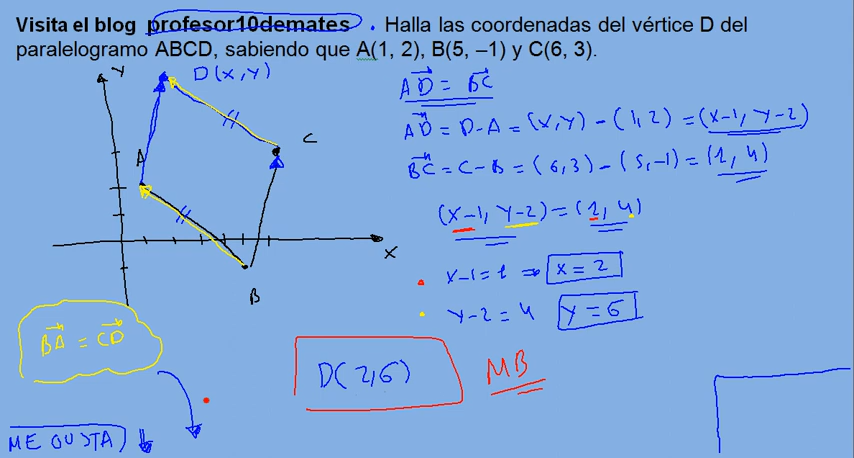 Visita el blog profesor10demates . Halla las coordenadas del vértice D del
paralelogramo ABCD, sabiendo que A(1, 2), B(5, –1) y C(6, 3).
Y
D(X,Y)
C
A
X
B
AD = BC
AD = D-A = (X,Y) - (1,2) = (X-1, Y-2)
BC = C-B = (6,3) - (5,-1) = (1,4)
(X-1, Y-2) = (1,4)
X-1=1 ⇒ X=2
Y-2=4 Y=6
BA = CD
D(2,6) MB
ME GUSTA